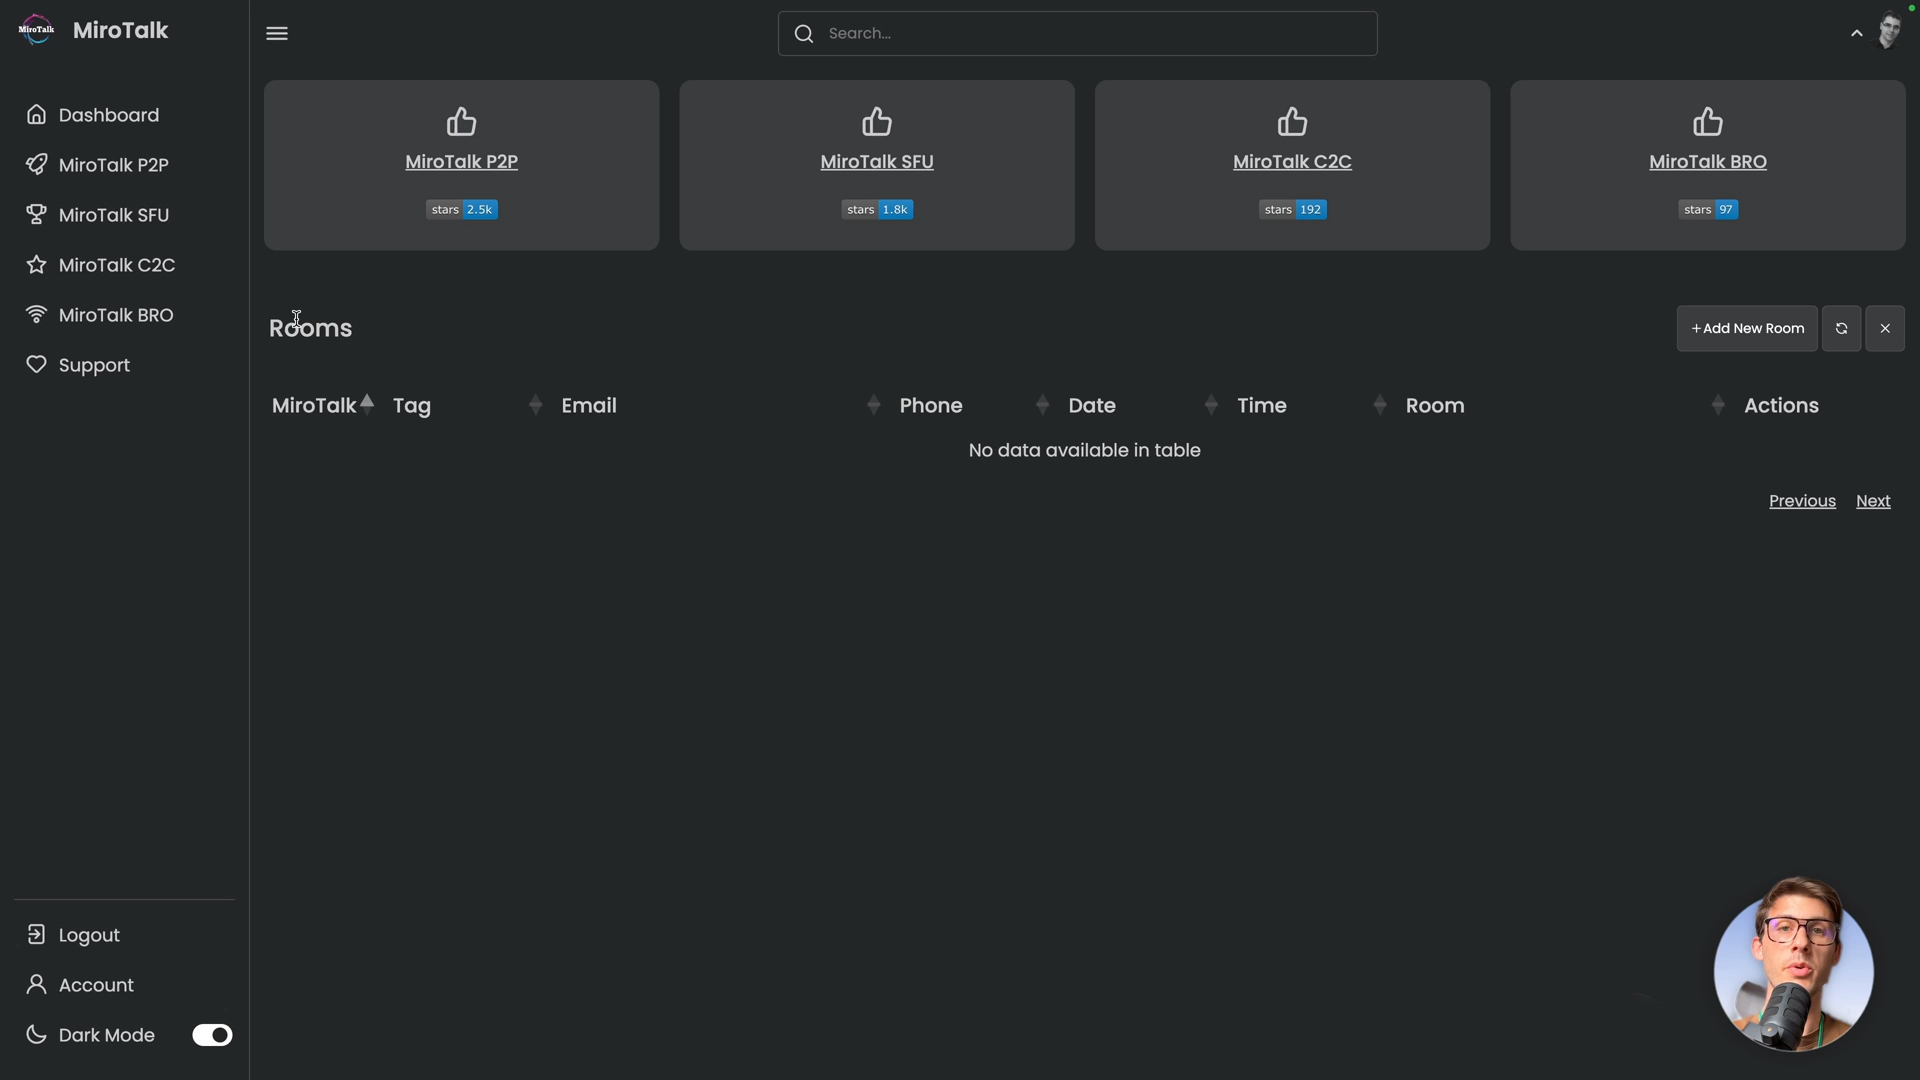 MiroTalk
MiroTalk
Search...
Dashboard
MiroTalk P2P
MiroTalk SFU
MiroTalk C2C
MiroTalk BRO
Support
MiroTalk P2P
stars 2.5k
MiroTalk SFU
stars 1.8k
MiroTalk C2C
stars 192
MiroTalk BRO
stars 97
Rooms
+Add New Room
MiroTalk Tag Email Phone Date Time Room Actions
No data available in table
Previous Next
Logout
Account
Dark Mode